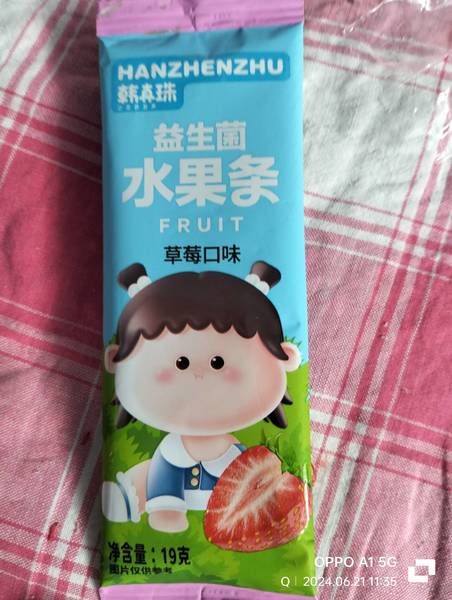 HANZHENZHU
韩真珠
益生菌
水果条
FRUIT
草莓口味
净含量：19克
图片仅供参考
OPPO A1 5G
Q | 2024.06.21 11:35